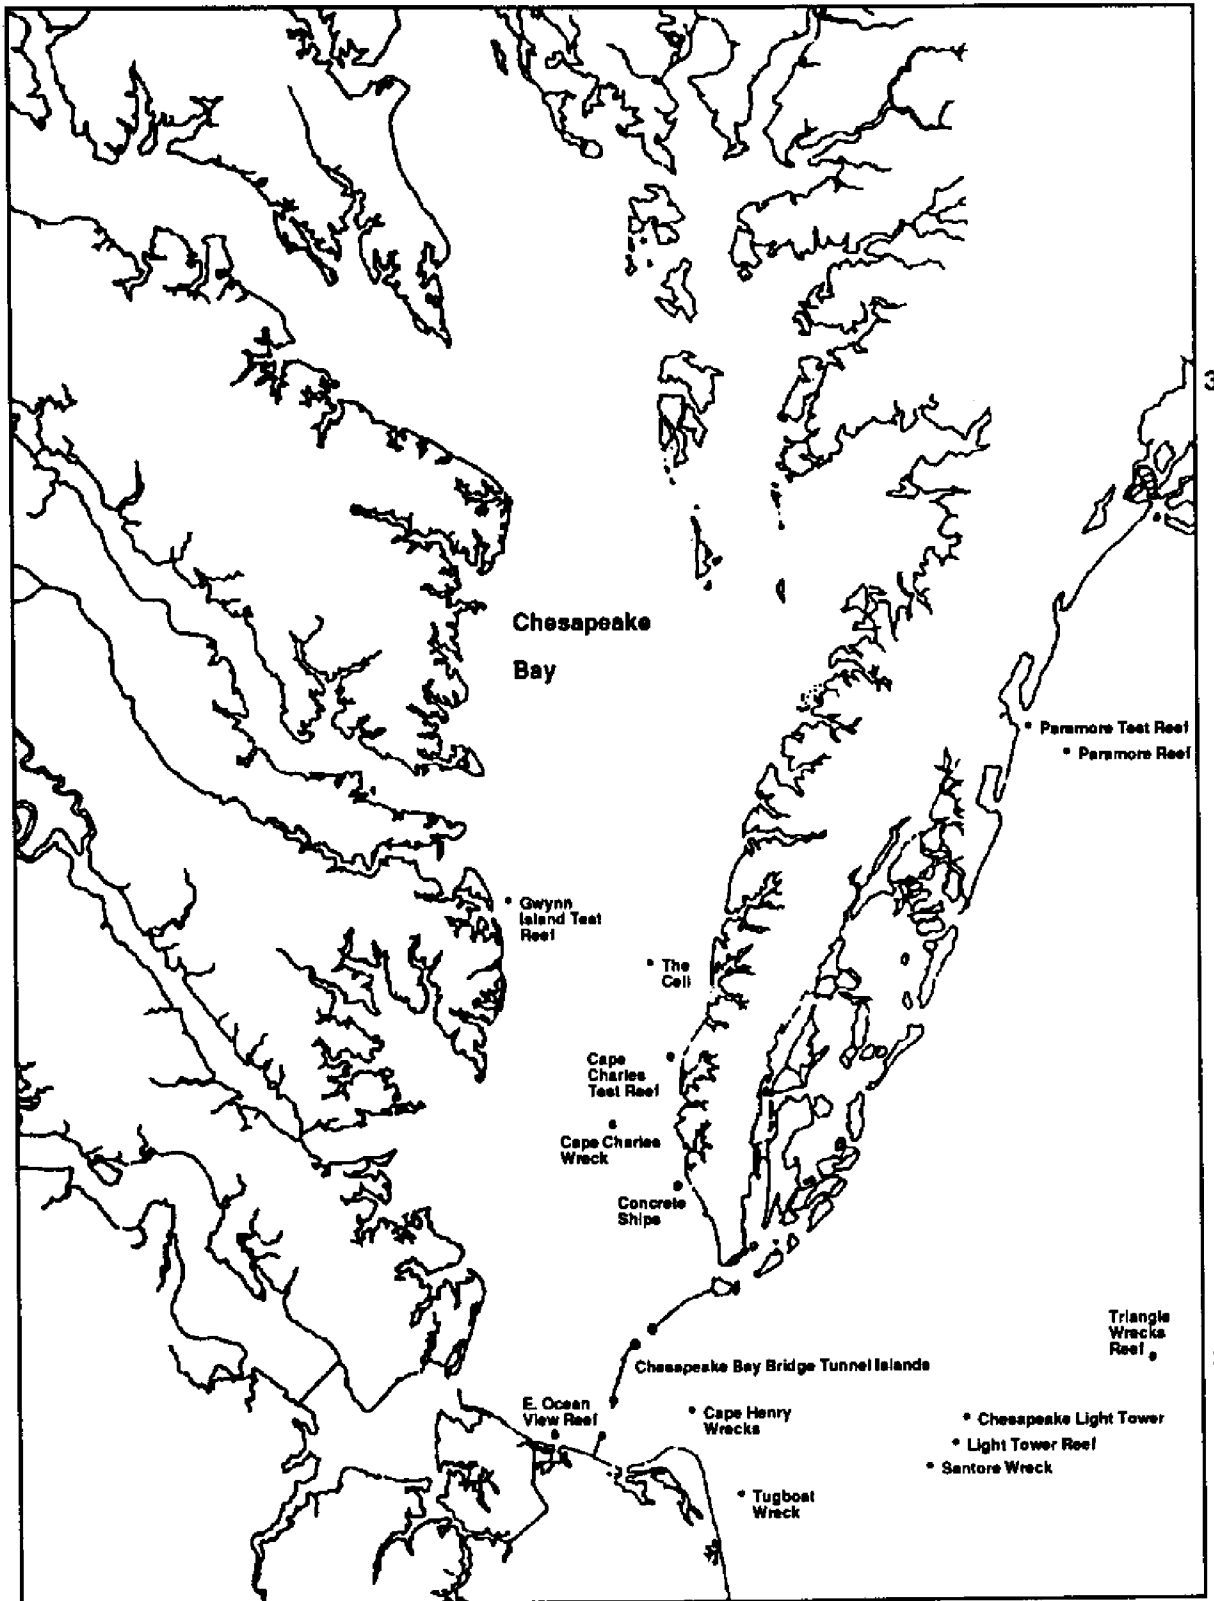 3
Chesapeake
Bay
Paramore Test Reef
Paramore Reef
Gwynn
Island Test
Reef
The
Cell
Cape
Charles
Test Reef
Cape Charles
Wreck
Concrete
Ships
Triangle
Wrecks
Reef
Chesapeake Bay Bridge Tunnel Islands
E. Ocean
View Reef
Cape Henry
Wrecks
Chesapeake Light Tower
Light Tower Reef
Santore Wreck
Tugboat
Wreck